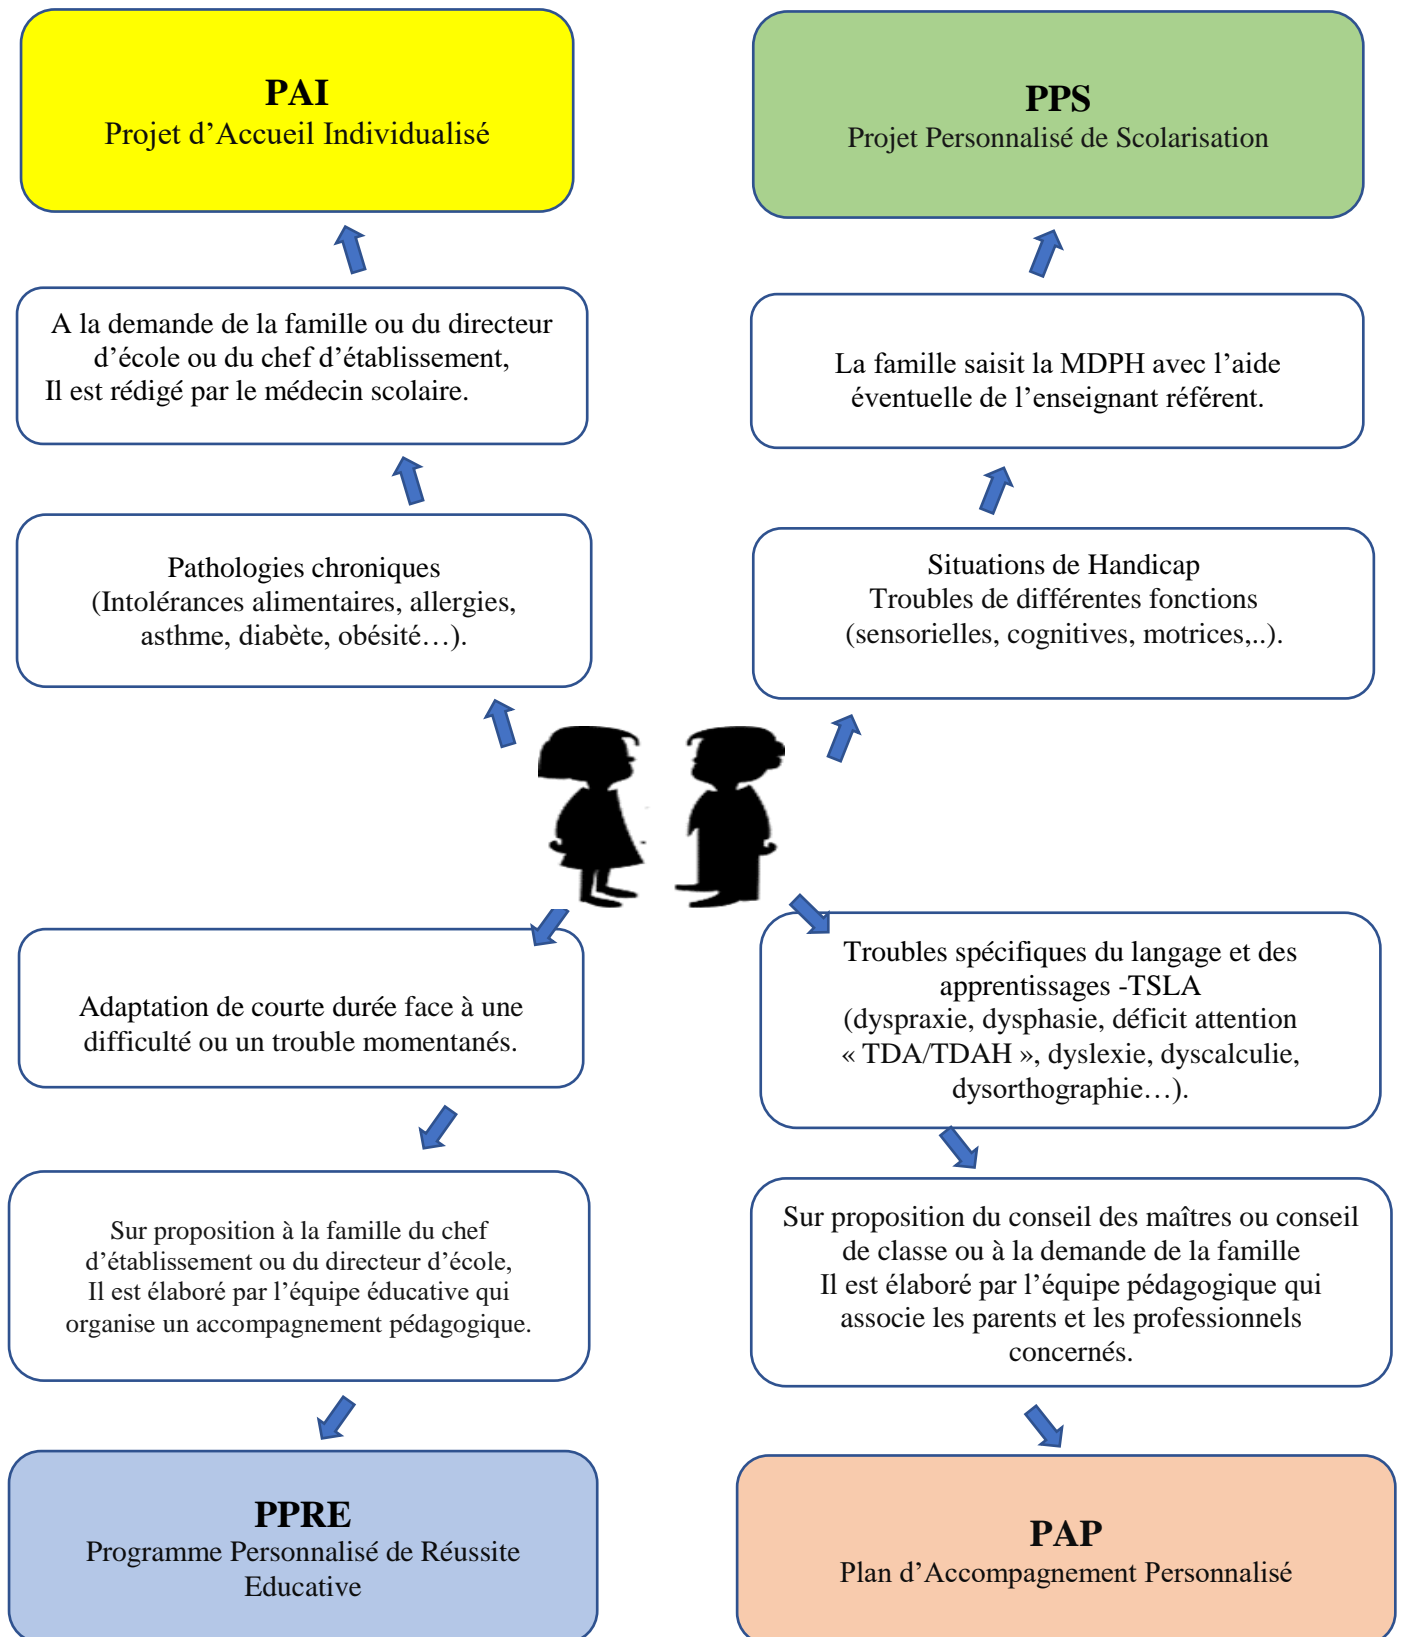 PAI
Projet d’Accueil Individualisé
PPS
Projet Personnalisé de Scolarisation
A la demande de la famille ou du directeur
d’école ou du chef d’établissement,
Il est rédigé par le médecin scolaire.
La famille saisit la MDPH avec l’aide
éventuelle de l’enseignant référent.
Pathologies chroniques
(Intolérances alimentaires, allergies,
asthme, diabète, obésité…).
Situations de Handicap
Troubles de différentes fonctions
(sensorielles, cognitives, motrices,..).
Adaptation de courte durée face à une
difficulté ou un trouble momentanés.
Troubles spécifiques du langage et des
apprentissages -TSLA
(dyspraxie, dysphasie, déficit attention
« TDA/TDAH », dyslexie, dyscalculie,
dysorthographie…).
Sur proposition à la famille du chef
d’établissement ou du directeur d’école,
Il est élaboré par l’équipe éducative qui
organise un accompagnement pédagogique.
Sur proposition du conseil des maîtres ou conseil
de classe ou à la demande de la famille
Il est élaboré par l’équipe pédagogique qui
associe les parents et les professionnels
concernés.
PPRE
Programme Personnalisé de Réussite
Educative
PAP
Plan d’Accompagnement Personnalisé